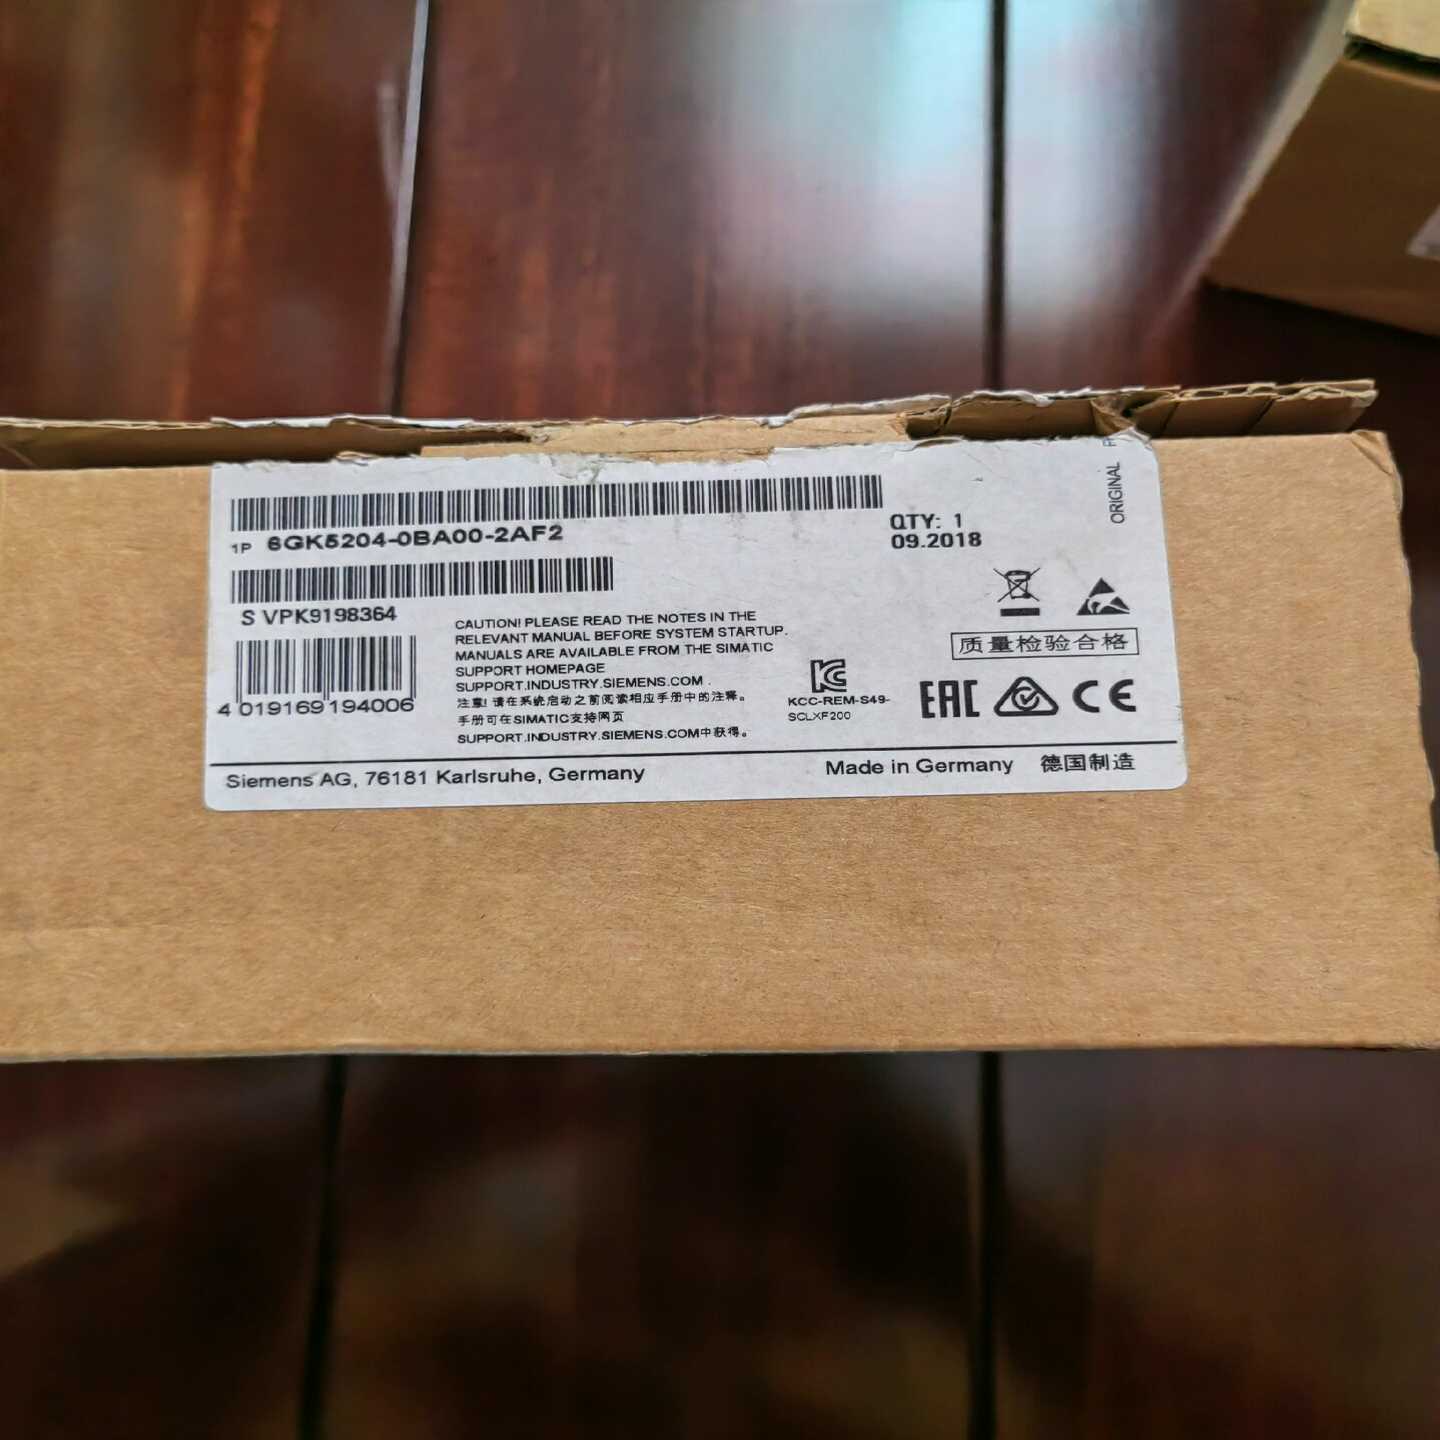 1P 6GK5204-0BA00-2AF2
QTY: 1
09.2018
ORIGINAL
S VPK9198364
4 019169 194006
CAUTION! PLEASE READ THE NOTES IN THE
RELEVANT MANUAL BEFORE SYSTEM STARTUP.
MANUALS ARE AVAILABLE FROM THE SIMATIC
SUPPORT HOMEPAGE
SUPPORT.INDUSTRY.SIEMENS.COM .
注意! 请在系统启动之前阅读相应手册中的注释。
手册可在SIMATIC支持网页
SUPPORT.INDUSTRY.SIEMENS.COM中获得。
KCC-REM-S49-
SCLXF200
质量检验合格
EAC
CE
Siemens AG, 76181 Karlsruhe, Germany
Made in Germany 德国制造